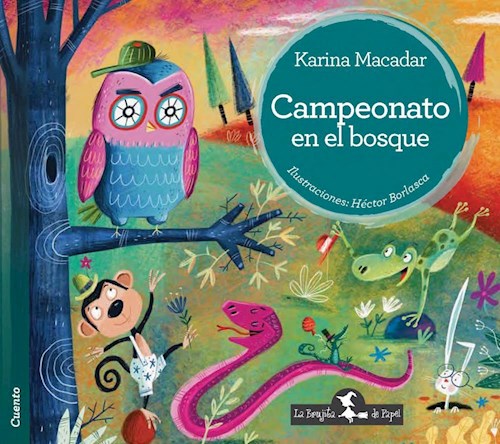 Karina Macadar
Campeonato
en el bosque
Ilustraciones: Héctor Borlasca
Cuento
La Brujita de Papel